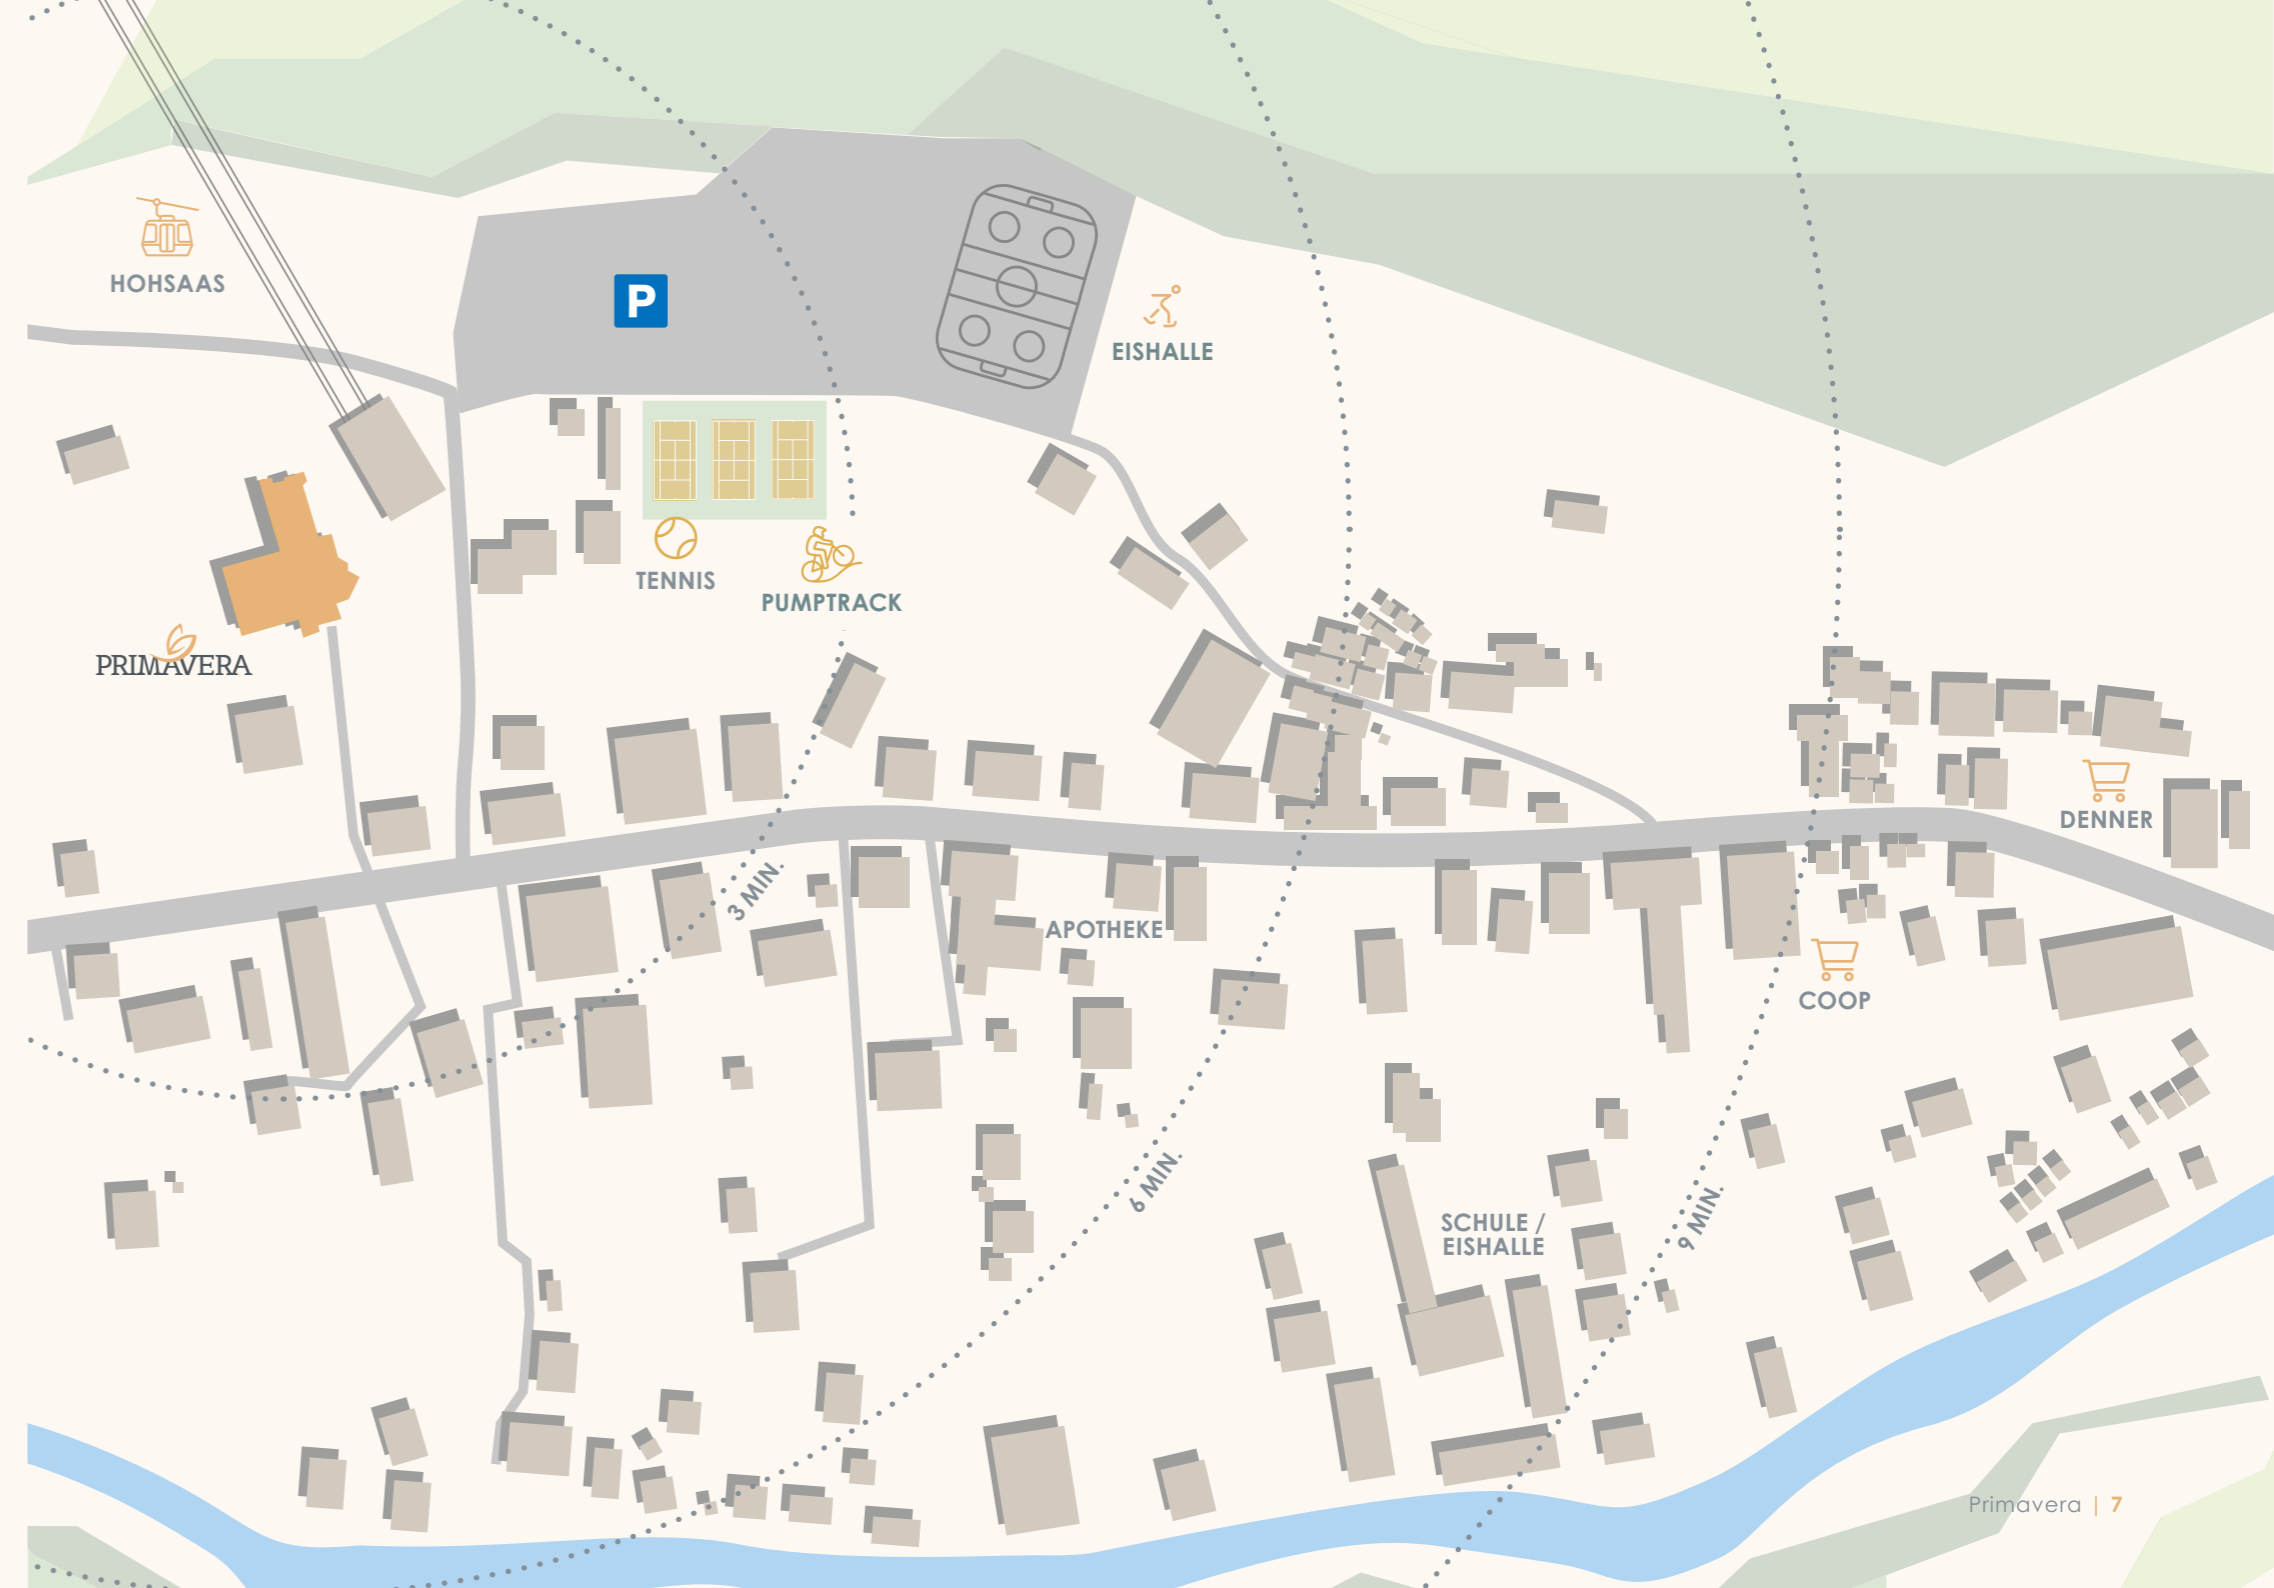 HOHSAAS
P
EISHALLE
TENNIS
PUMPTRACK
PRIMAVERA
DENNER
3 MIN.
APOTHEKE
COOP
6 MIN.
SCHULE /
EISHALLE
9 MIN.
Primavera | 7